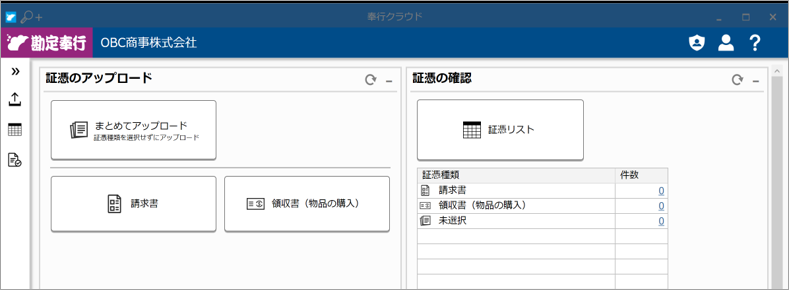 奉行クラウド
勘定奉行
OBC商事株式会社
証憑のアップロード
まとめてアップロード
証憑種類を選択せずにアップロード
請求書
領収書（物品の購入）
証憑の確認
証憑リスト
証憑種類 件数
請求書 0
領収書（物品の購入） 0
未選択 0